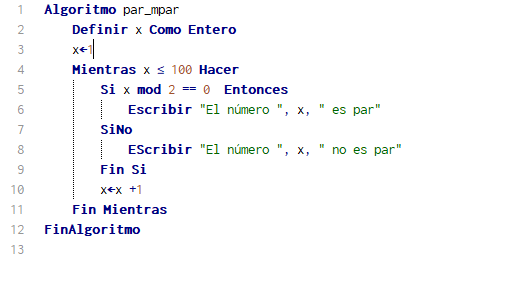 1 Algoritmo par_mpar
2 Definir x Como Entero
3 x←1
4 Mientras x ≤ 100 Hacer
5 Si x mod 2 == 0 Entonces
6 Escribir "El número ", x, " es par"
7 SiNo
8 EScribir "El número ", x, " no es par"
9 Fin Si
10 x←x +1
11 Fin Mientras
12 FinAlgoritmo
13